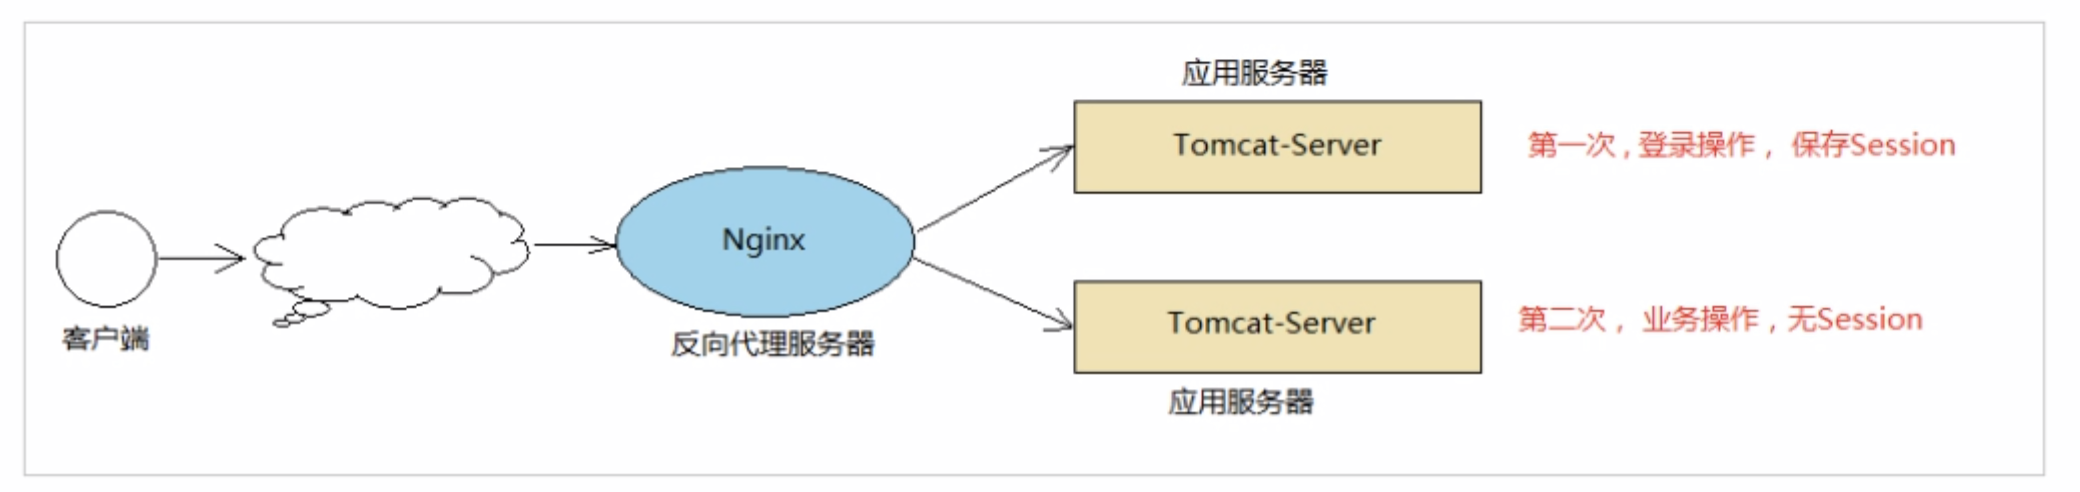 应用服务器
Tomcat-Server
第一次，登录操作， 保存Session
Nginx
客户端
反向代理服务器
Tomcat-Server
第二次， 业务操作，无Session
应用服务器